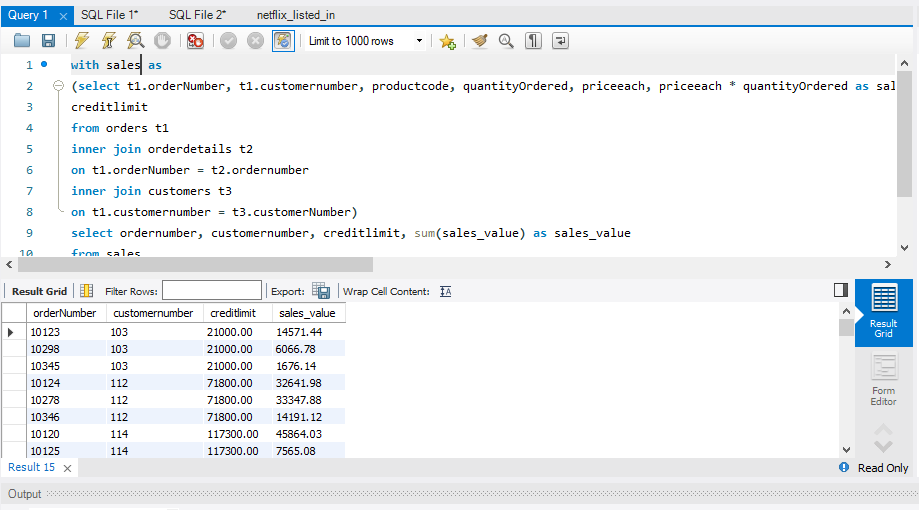 Query 1 SQL File 1* SQL File 2* netflix_listed_in
Limit to 1000 rows
1 with sales as
2 (select t1.orderNumber, t1.customernumber, productcode, quantityOrdered, priceeach, priceeach * quantityOrdered as sal
3 creditlimit
4 from orders t1
5 inner join orderdetails t2
6 on t1.orderNumber = t2.ordernumber
7 inner join customers t3
8 on t1.customernumber = t3.customerNumber)
9 select ordernumber, customernumber, creditlimit, sum(sales_value) as sales_value
10 from sales
Result Grid Filter Rows: Export: Wrap Cell Content:
orderNumber customernumber creditlimit sales_value
10123 103 21000.00 14571.44
10298 103 21000.00 6066.78
10345 103 21000.00 1676.14
10124 112 71800.00 32641.98
10278 112 71800.00 33347.88
10346 112 71800.00 14191.12
10120 114 117300.00 45864.03
10125 114 117300.00 7565.08
Result
Grid
Form
Editor
Result 15 Read Only
Output